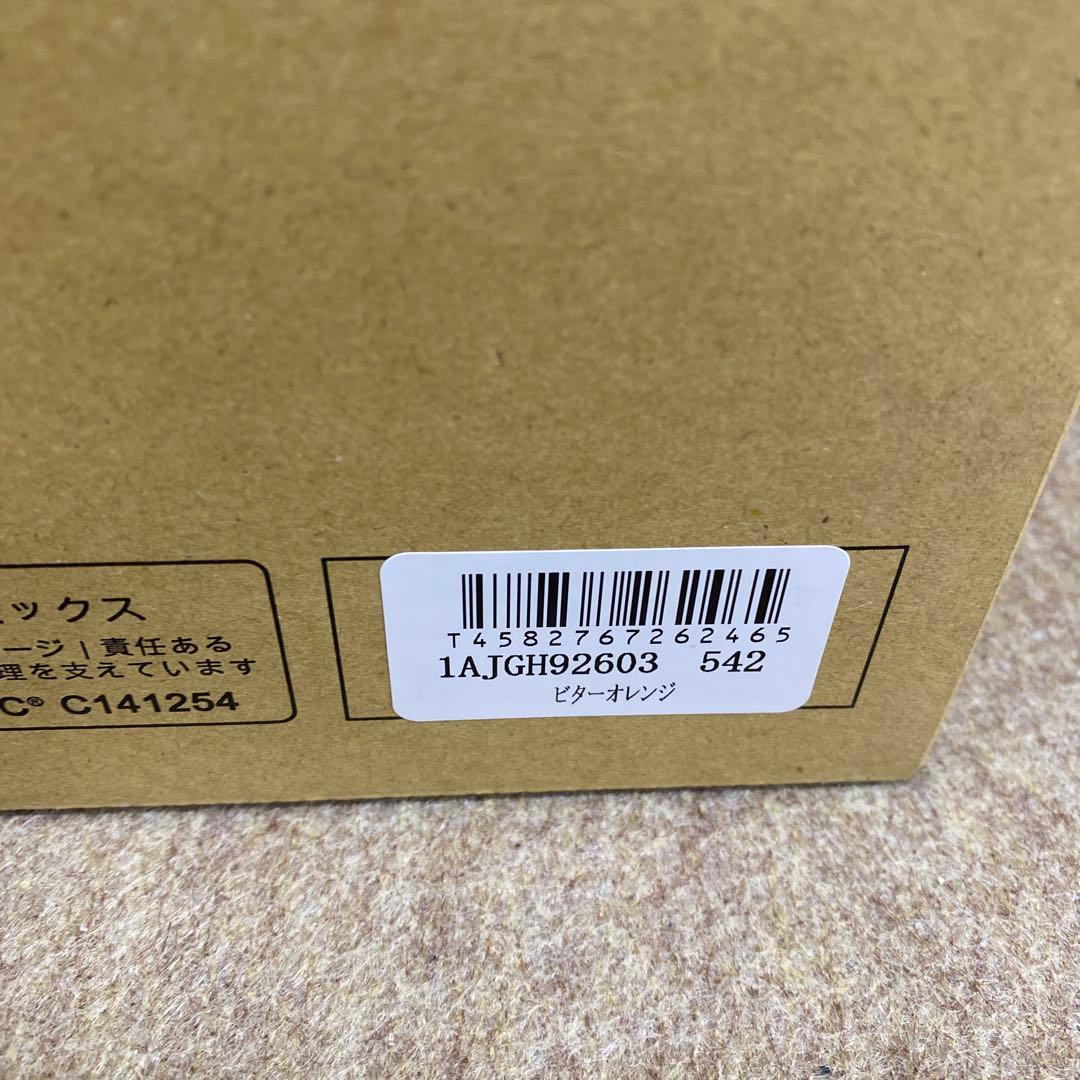 ックス
ージ | 責任ある
理を支えています
C® C141254
T4582767262465
1AJGH92603 542
ビターオレンジ